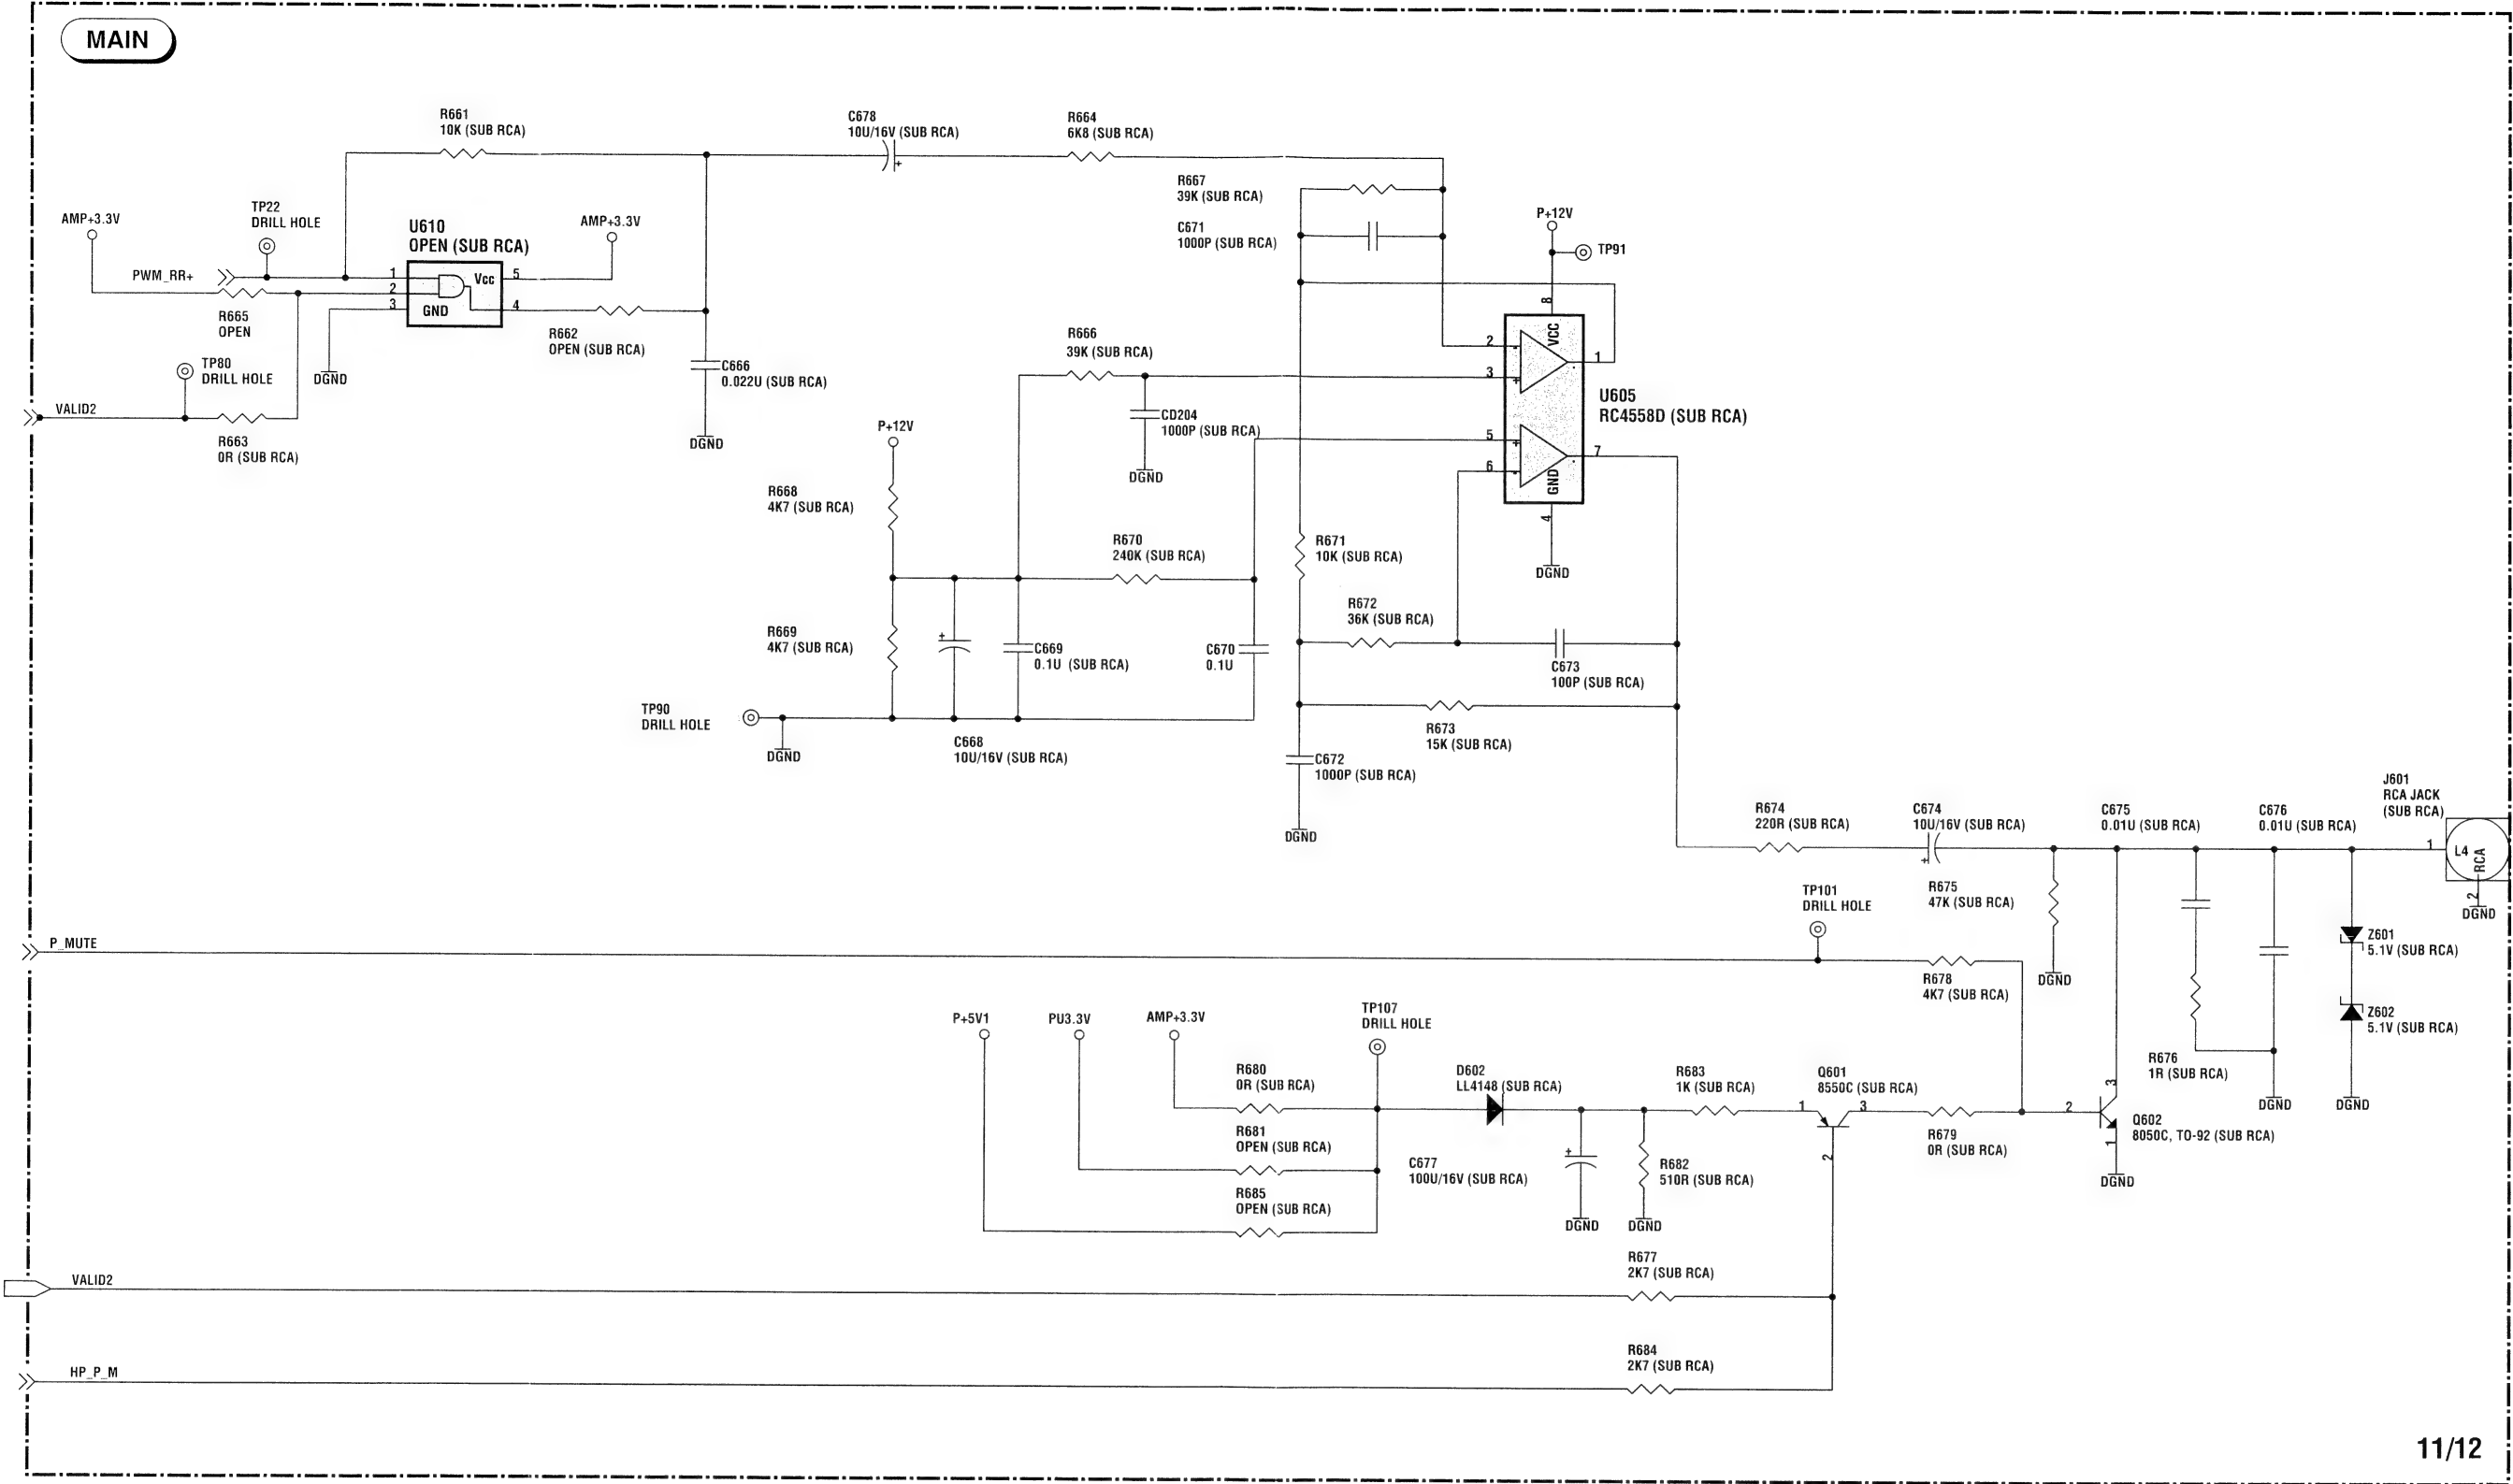 MAIN
R661
10K (SUB RCA)
C678
10U/16V (SUB RCA)
+
R664
6K8 (SUB RCA)
R667
39K (SUB RCA)
C671
1000P (SUB RCA)
P+12V
TP91
AMP+3.3V
TP22
DRILL HOLE
U610
OPEN (SUB RCA)
AMP+3.3V
PWM_RR+
1
2
3
Vcc
GND
5
4
R665
OPEN
R662
OPEN (SUB RCA)
TP80
DRILL HOLE
DGND
VALID2
R663
0R (SUB RCA)
C666
0.022U (SUB RCA)
DGND
R666
39K (SUB RCA)
CD204
1000P (SUB RCA)
DGND
8
VCC
2
-
3
+
1
5
+
6
-
7
GND
4
DGND
U605
RC4558D (SUB RCA)
P+12V
R668
4K7 (SUB RCA)
R670
240K (SUB RCA)
R671
10K (SUB RCA)
R672
36K (SUB RCA)
R669
4K7 (SUB RCA)
+
C669
0.1U (SUB RCA)
C670
0.1U
C673
100P (SUB RCA)
TP90
DRILL HOLE
DGND
C668
10U/16V (SUB RCA)
R673
15K (SUB RCA)
C672
1000P (SUB RCA)
DGND
R674
220R (SUB RCA)
C674
10U/16V (SUB RCA)
+
C675
0.01U (SUB RCA)
C676
0.01U (SUB RCA)
J601
RCA JACK
(SUB RCA)
1
L4
RCA
2
DGND
TP101
DRILL HOLE
R675
47K (SUB RCA)
DGND
P_MUTE
R678
4K7 (SUB RCA)
Z601
5.1V (SUB RCA)
Z602
5.1V (SUB RCA)
DGND
P+5V1
PU3.3V
AMP+3.3V
TP107
DRILL HOLE
R680
0R (SUB RCA)
R681
OPEN (SUB RCA)
R685
OPEN (SUB RCA)
D602
LL4148 (SUB RCA)
C677
100U/16V (SUB RCA)
+
DGND
R682
510R (SUB RCA)
DGND
R683
1K (SUB RCA)
Q601
8550C (SUB RCA)
1
3
2
R679
0R (SUB RCA)
2
3
1
Q602
8050C, TO-92 (SUB RCA)
DGND
R676
1R (SUB RCA)
DGND
R677
2K7 (SUB RCA)
VALID2
R684
2K7 (SUB RCA)
HP_P_M
11/12